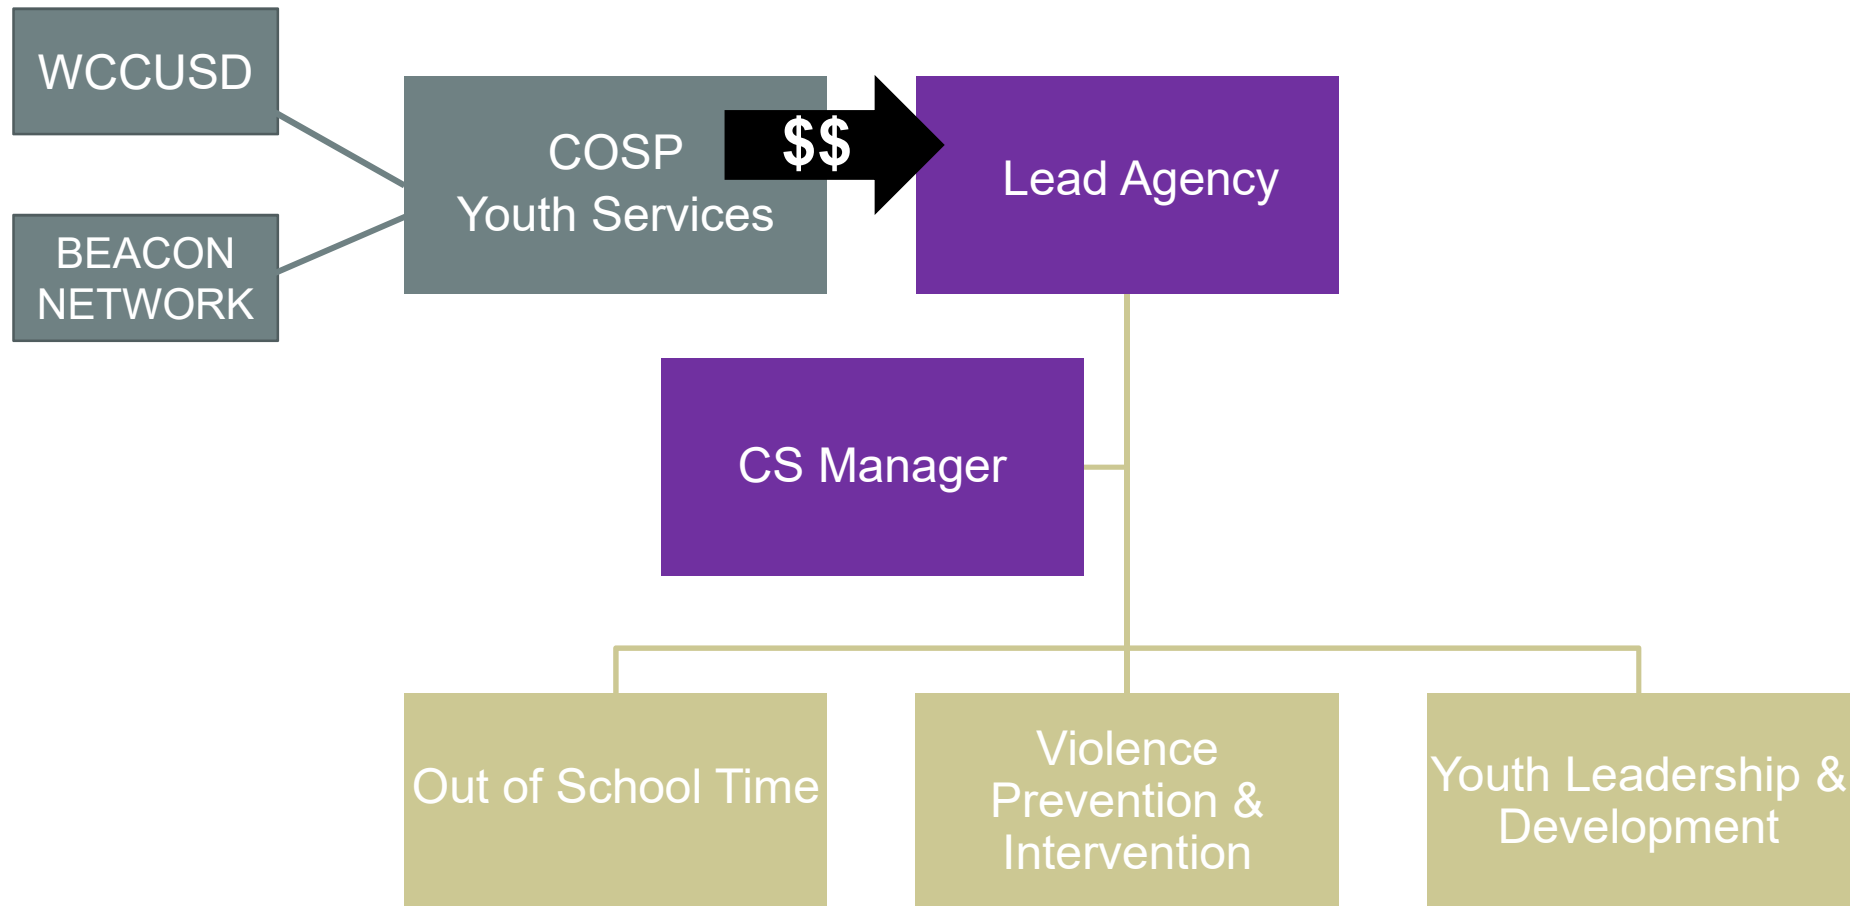 WCCUSD
BEACON
NETWORK
COSP
Youth Services
$$
Lead Agency
CS Manager
Out of School Time
Violence
Prevention &
Intervention
Youth Leadership &
Development